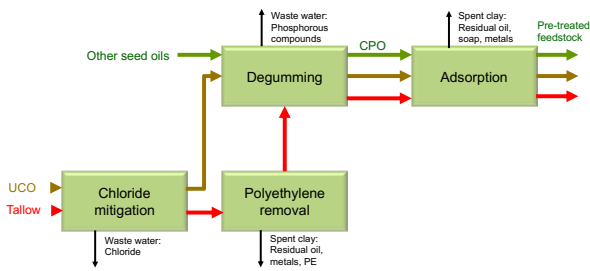 Waste water:
Phosphorous
compounds
Spent clay:
Residual oil,
soap, metals
Pre-treated
feedstock
Other seed oils
CPO
Degumming
Adsorption
UCO
Tallow
Chloride
mitigation
Polyethylene
removal
Waste water:
Chloride
Spent clay:
Residual oil,
metals, PE